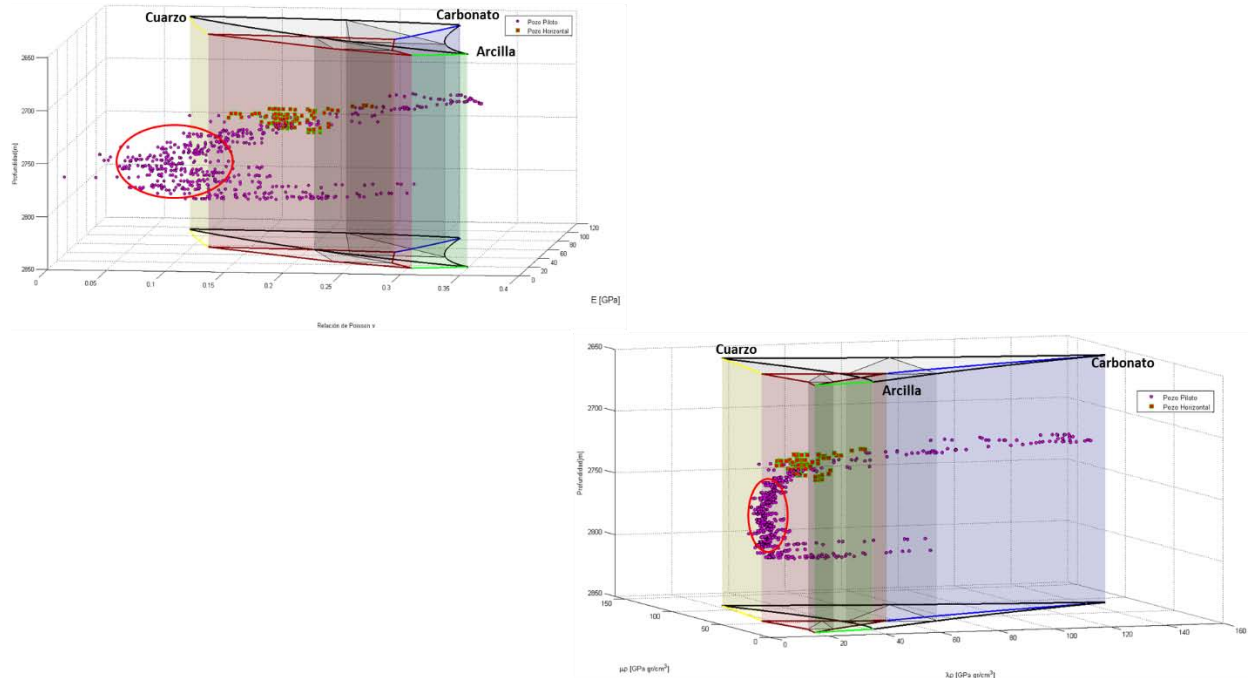 Cuarzo
Carbonato
Arcilla
Pozo Piloto
Pozo Horizontal
2650
2700
2750
2800
2850
Profundidad[m]
0
0.05
0.1
0.15
0.2
0.25
0.3
0.35
0.4
0
20
40
60
80
100
120
E [GPa]
Relación de Poisson ν
Cuarzo
Carbonato
Arcilla
Pozo Piloto
Pozo Horizontal
2650
2700
2750
2800
2850
Profundidad[m]
150
100
50
0
0
20
40
60
80
100
120
140
160
μρ [GPa gr/cm³]
λρ [GPa gr/cm³]